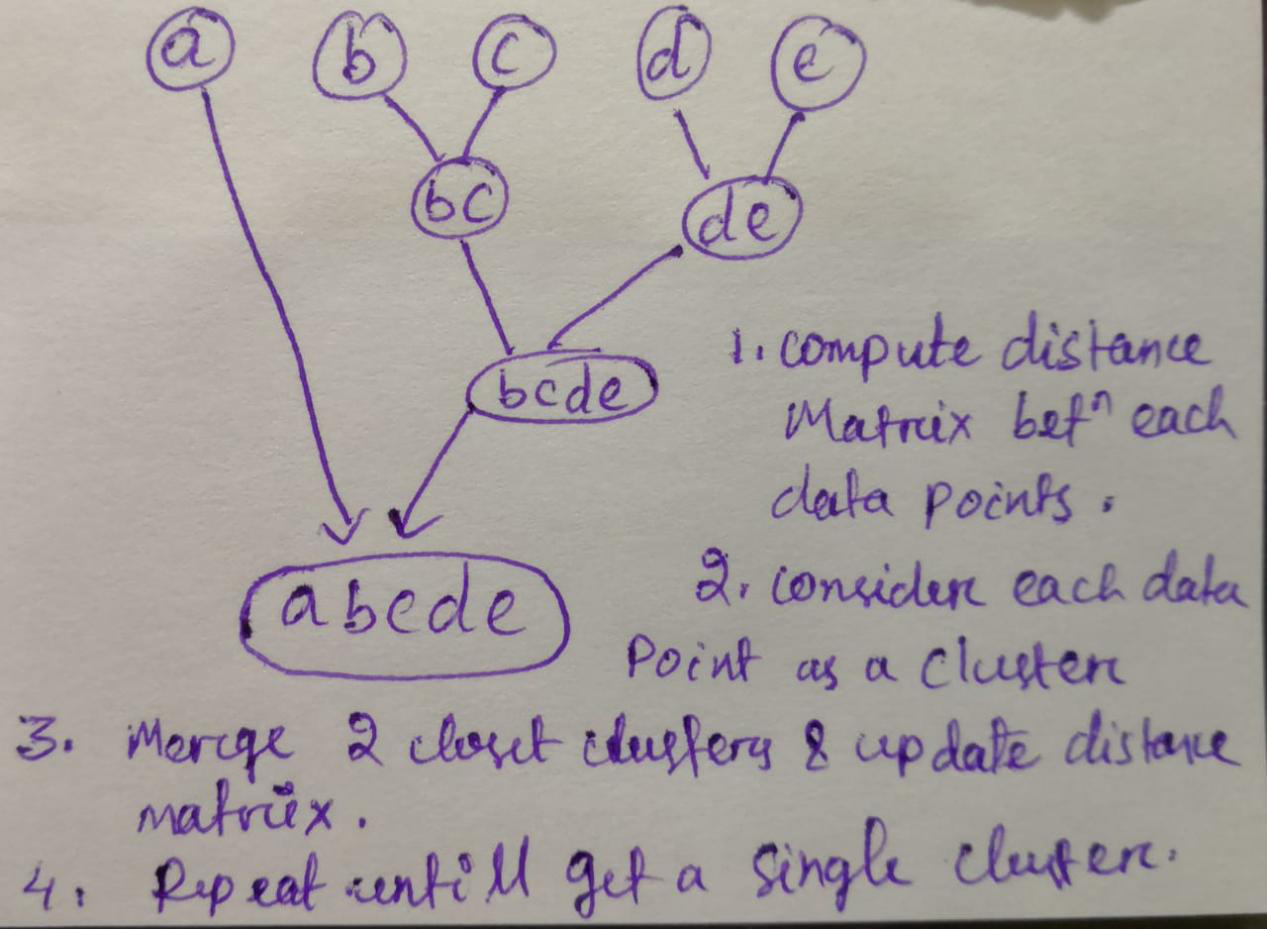 a b c d e
bc de
bcde
abcde
1. compute distance
Matrix betⁿ each
data points.
2. consider each data
Point as a cluster
3. Merge 2 closet clusters & update distance
matrix.
4. Repeat untill get a single cluster.